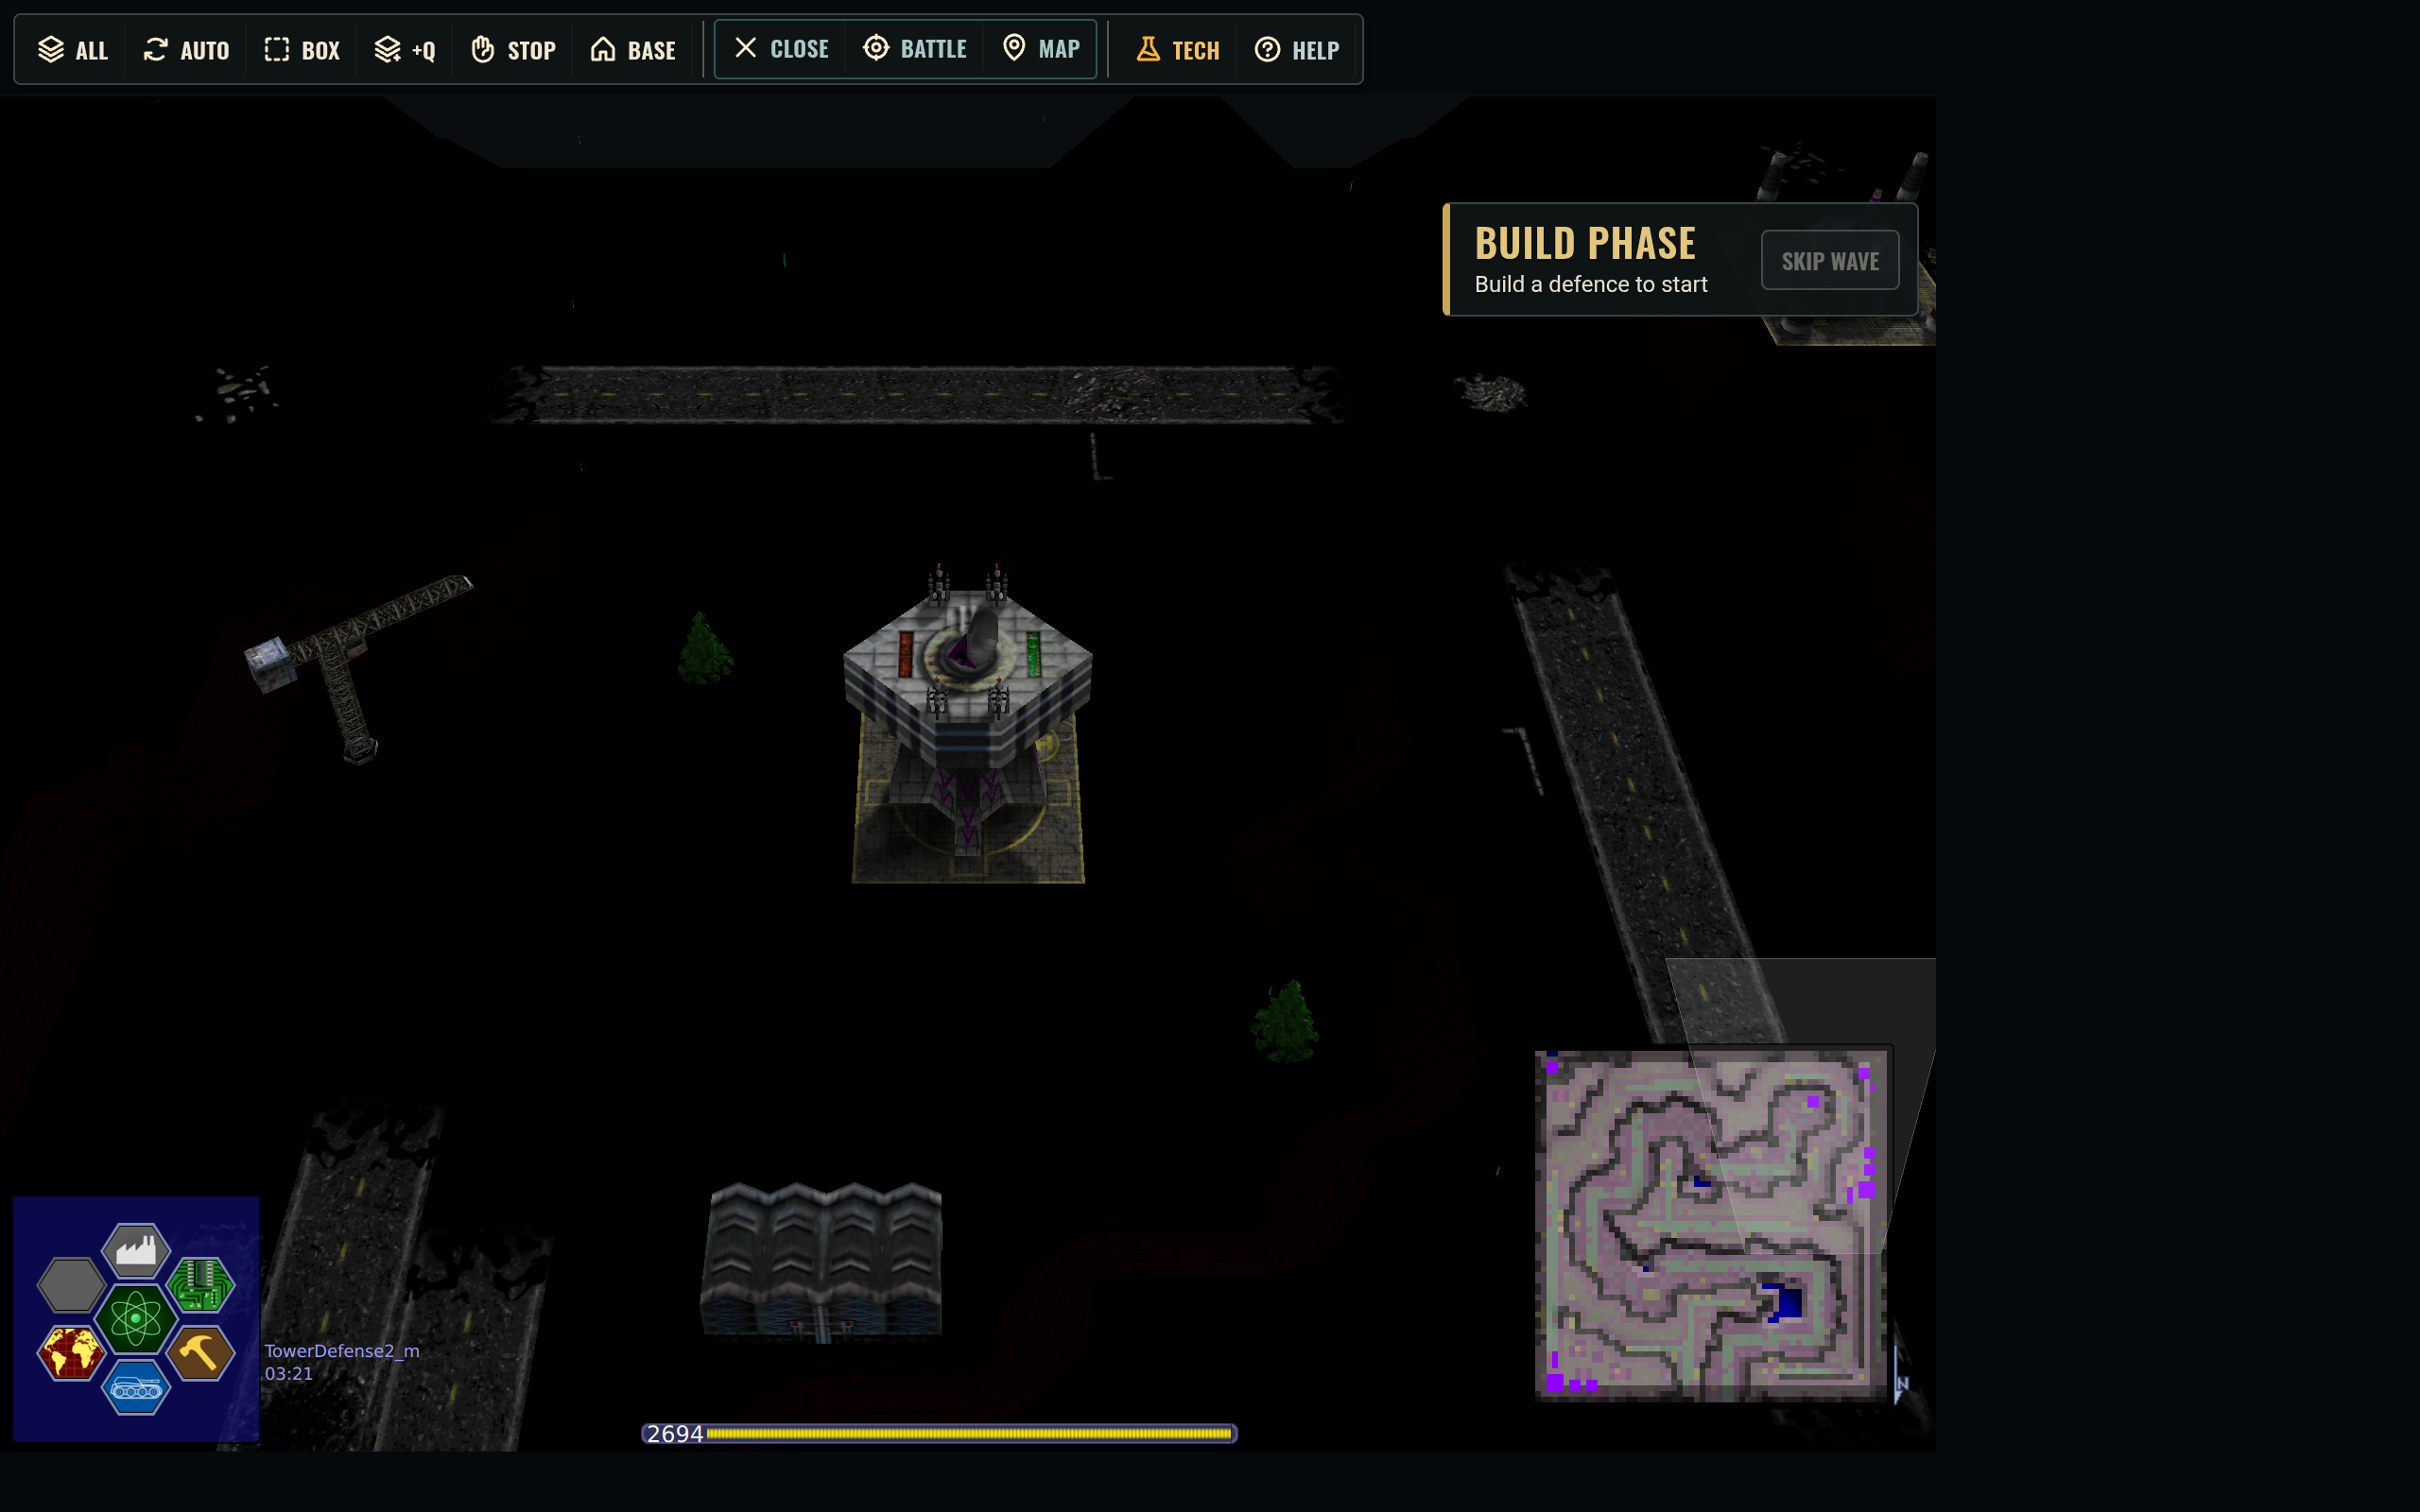 ALL AUTO BOX +Q STOP BASE CLOSE BATTLE MAP TECH HELP
BUILD PHASE
Build a defence to start
SKIP WAVE
TowerDefense2_m
03:21
N
2694